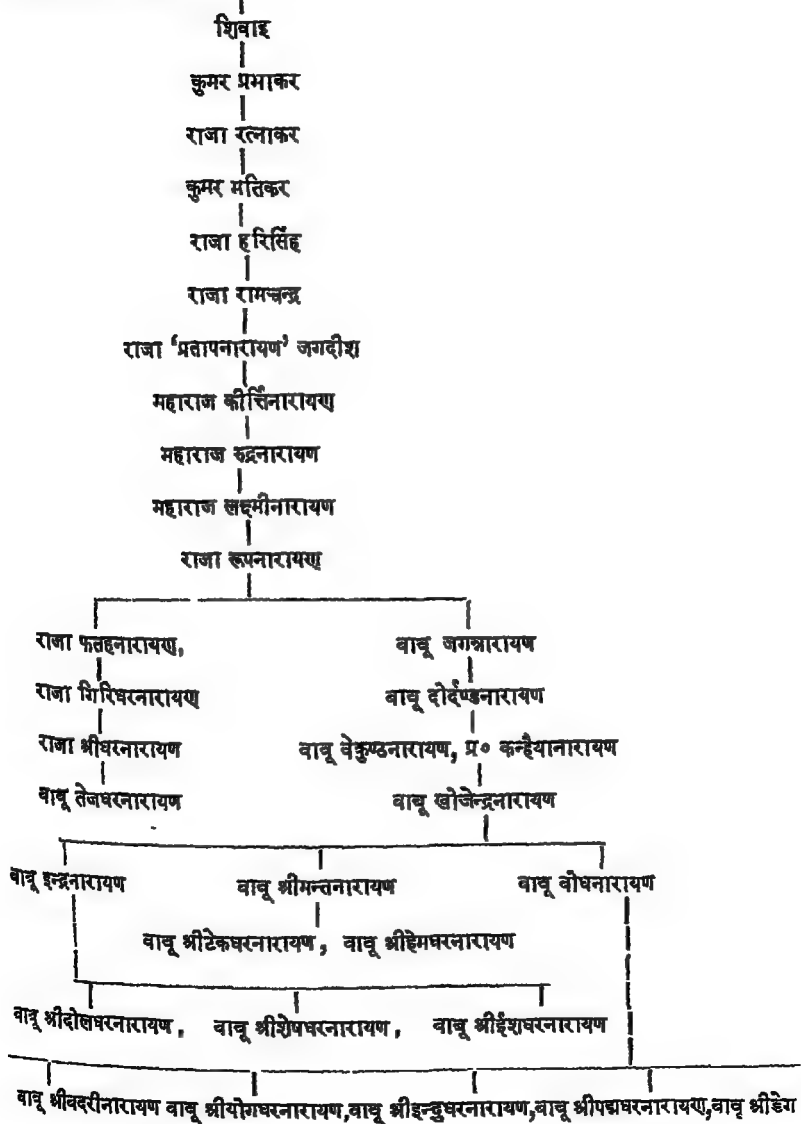 शिवाइ
कुमर प्रभाकर
राजा रत्नाकर
कुमर मतिकर
राजा हरिसिंह
राजा रामचन्द्र
राजा ‘प्रतापनारायण’ जगदीश
महाराज कीर्त्तिनारायण
महाराज रुद्रनारायण
महाराज लक्ष्मीनारायण
राजा रूपनारायण
राजा फतहनारायण, वावू जगन्नारायण
राजा गिरिधरनारायण वावू दोर्दण्डनारायण
राजा श्रीधरनारायण वावू वेकुण्ठनारायण, प्र० कन्हैयानारायण
वावू तेजधरनारायण वावू खोजेन्द्रनारायण
वावू इन्द्रनारायण वावू श्रीमन्तनारायण वावू वोधनारायण
वावू श्रीटेकधरनारायण, वावू श्रीहेमधरनारायण
वावू श्रीदोलधरनारायण, वावू श्रीशेषधरनारायण, वावू श्रीईशधरनारायण
वावू श्रीवदरीनारायण वावू श्रीयोगधरनारायण,वावू श्रीइन्दुधरनारायण,वावू श्रीपद्मधरनारायण,वावृ श्रीडेग